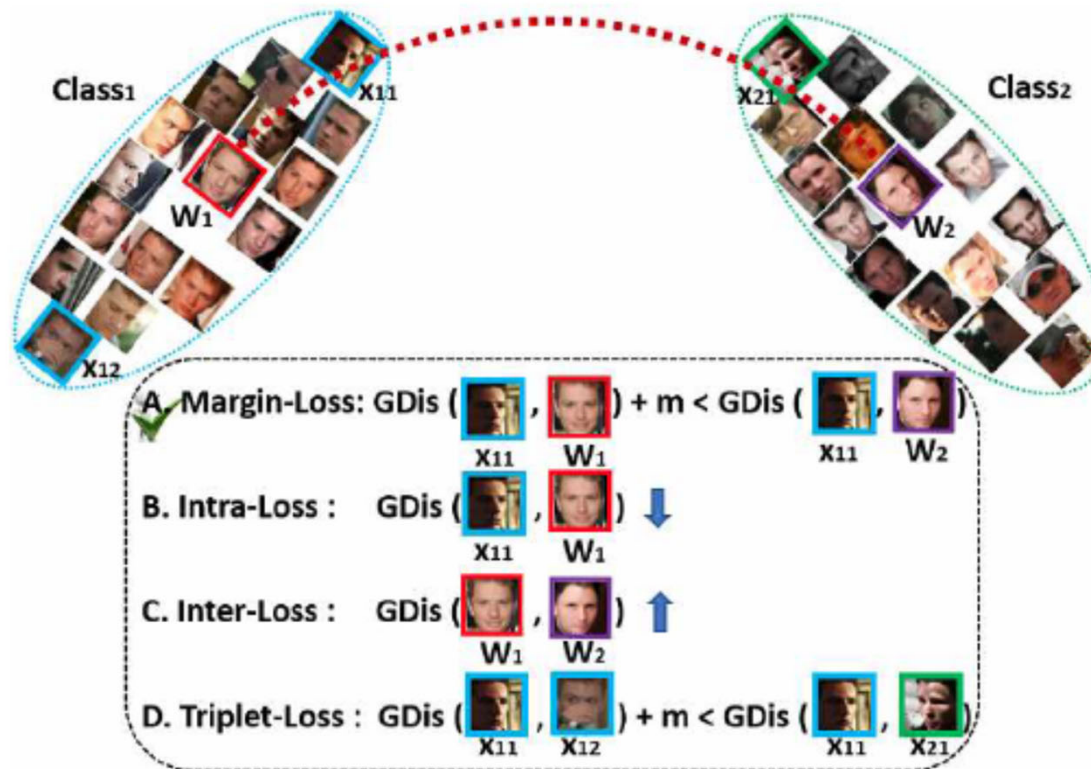 Class₁
x₁₁
x₂₁
Class₂
W₁
W₂
x₁₂
A. Margin-Loss: GDis ( , ) + m < GDis ( , )
x₁₁ W₁ x₁₁ W₂
B. Intra-Loss : GDis ( , )
x₁₁ W₁
C. Inter-Loss : GDis ( , )
W₁ W₂
D. Triplet-Loss : GDis ( , ) + m < GDis ( , )
x₁₁ x₁₂ x₁₁ x₂₁